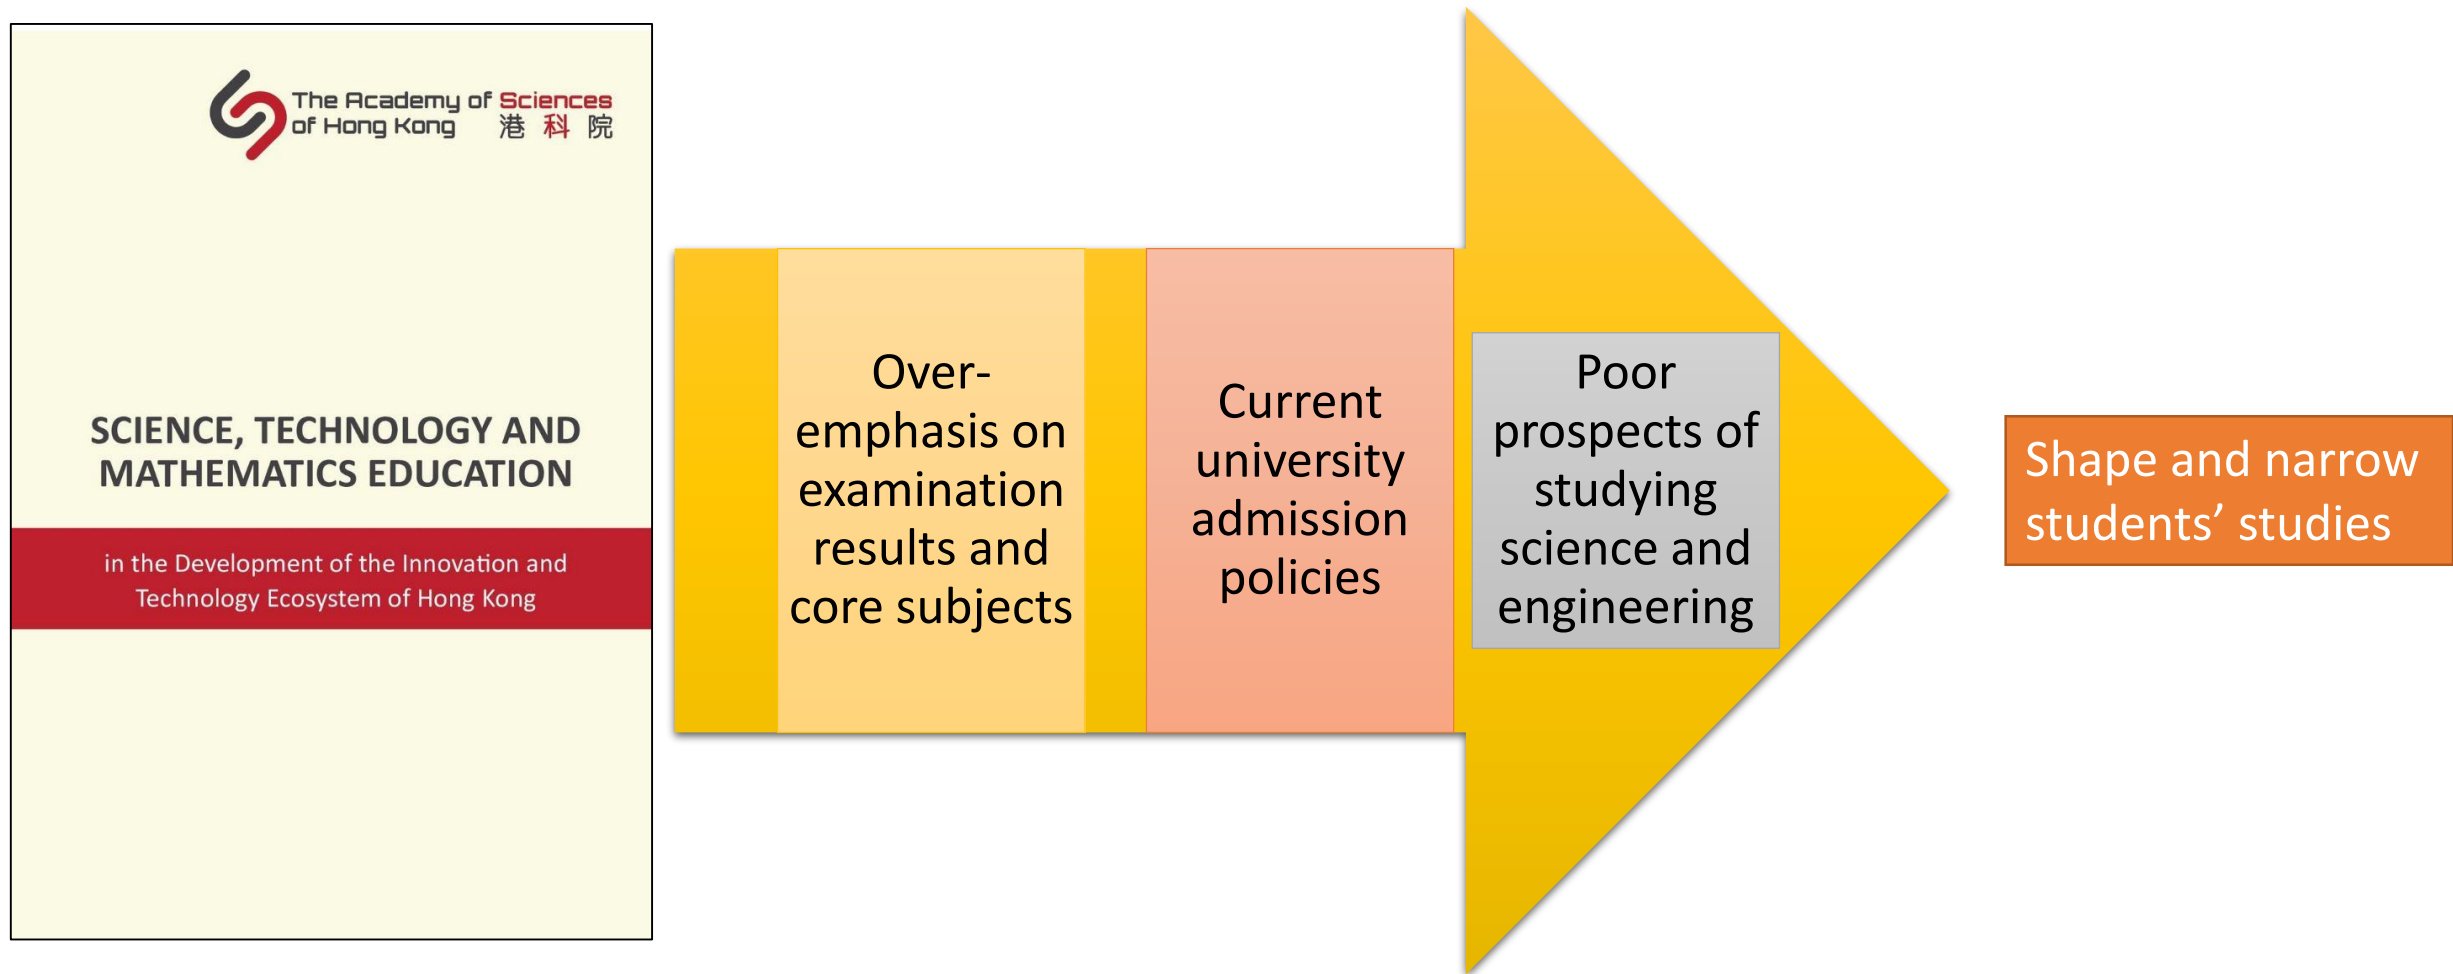 The Academy of Sciences
of Hong Kong 港科院
SCIENCE, TECHNOLOGY AND
MATHEMATICS EDUCATION
in the Development of the Innovation and
Technology Ecosystem of Hong Kong
Over-
emphasis on
examination
results and
core subjects
Current
university
admission
policies
Poor
prospects of
studying
science and
engineering
Shape and narrow
students’ studies